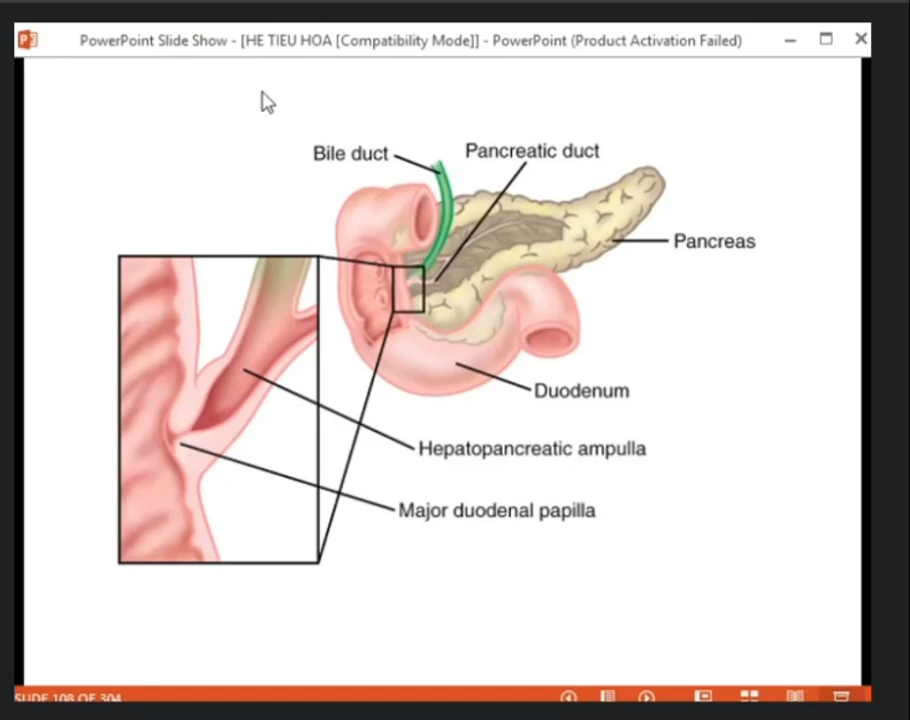 PowerPoint Slide Show - [HE TIEU HOA [Compatibility Mode]] - PowerPoint (Product Activation Failed)
Bile duct
Pancreatic duct
Pancreas
Duodenum
Hepatopancreatic ampulla
Major duodenal papilla
SLIDE 108 OF 304